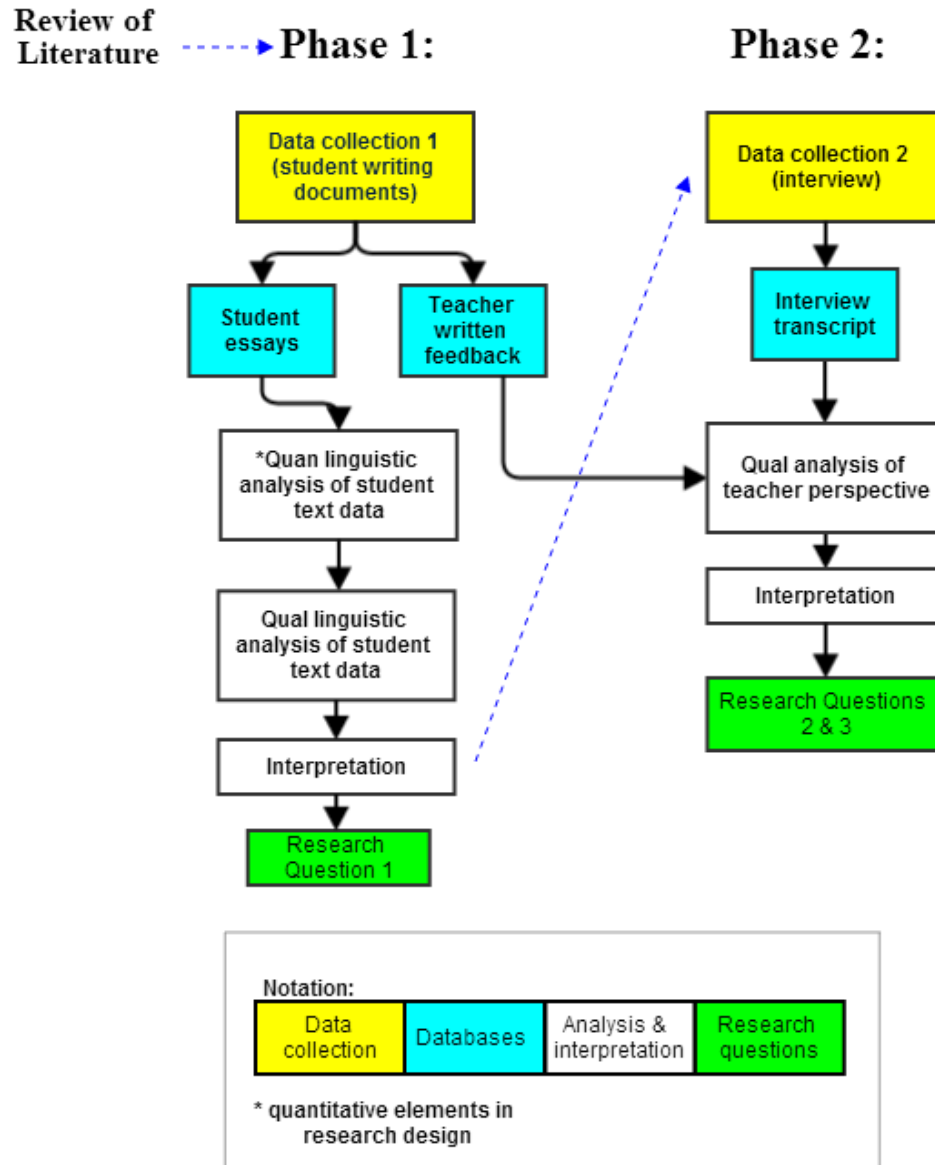 Review of
Literature
Phase 1:
Phase 2:
Data collection 1
(student writing
documents)
Student
essays
Teacher
written
feedback
*Quan linguistic
analysis of student
text data
Qual linguistic
analysis of student
text data
Interpretation
Research
Question 1
Data collection 2
(interview)
Interview
transcript
Qual analysis of
teacher perspective
Interpretation
Research Questions
2 & 3
Notation:
Data
collection
Databases
Analysis &
interpretation
Research
questions
* quantitative elements in
research design